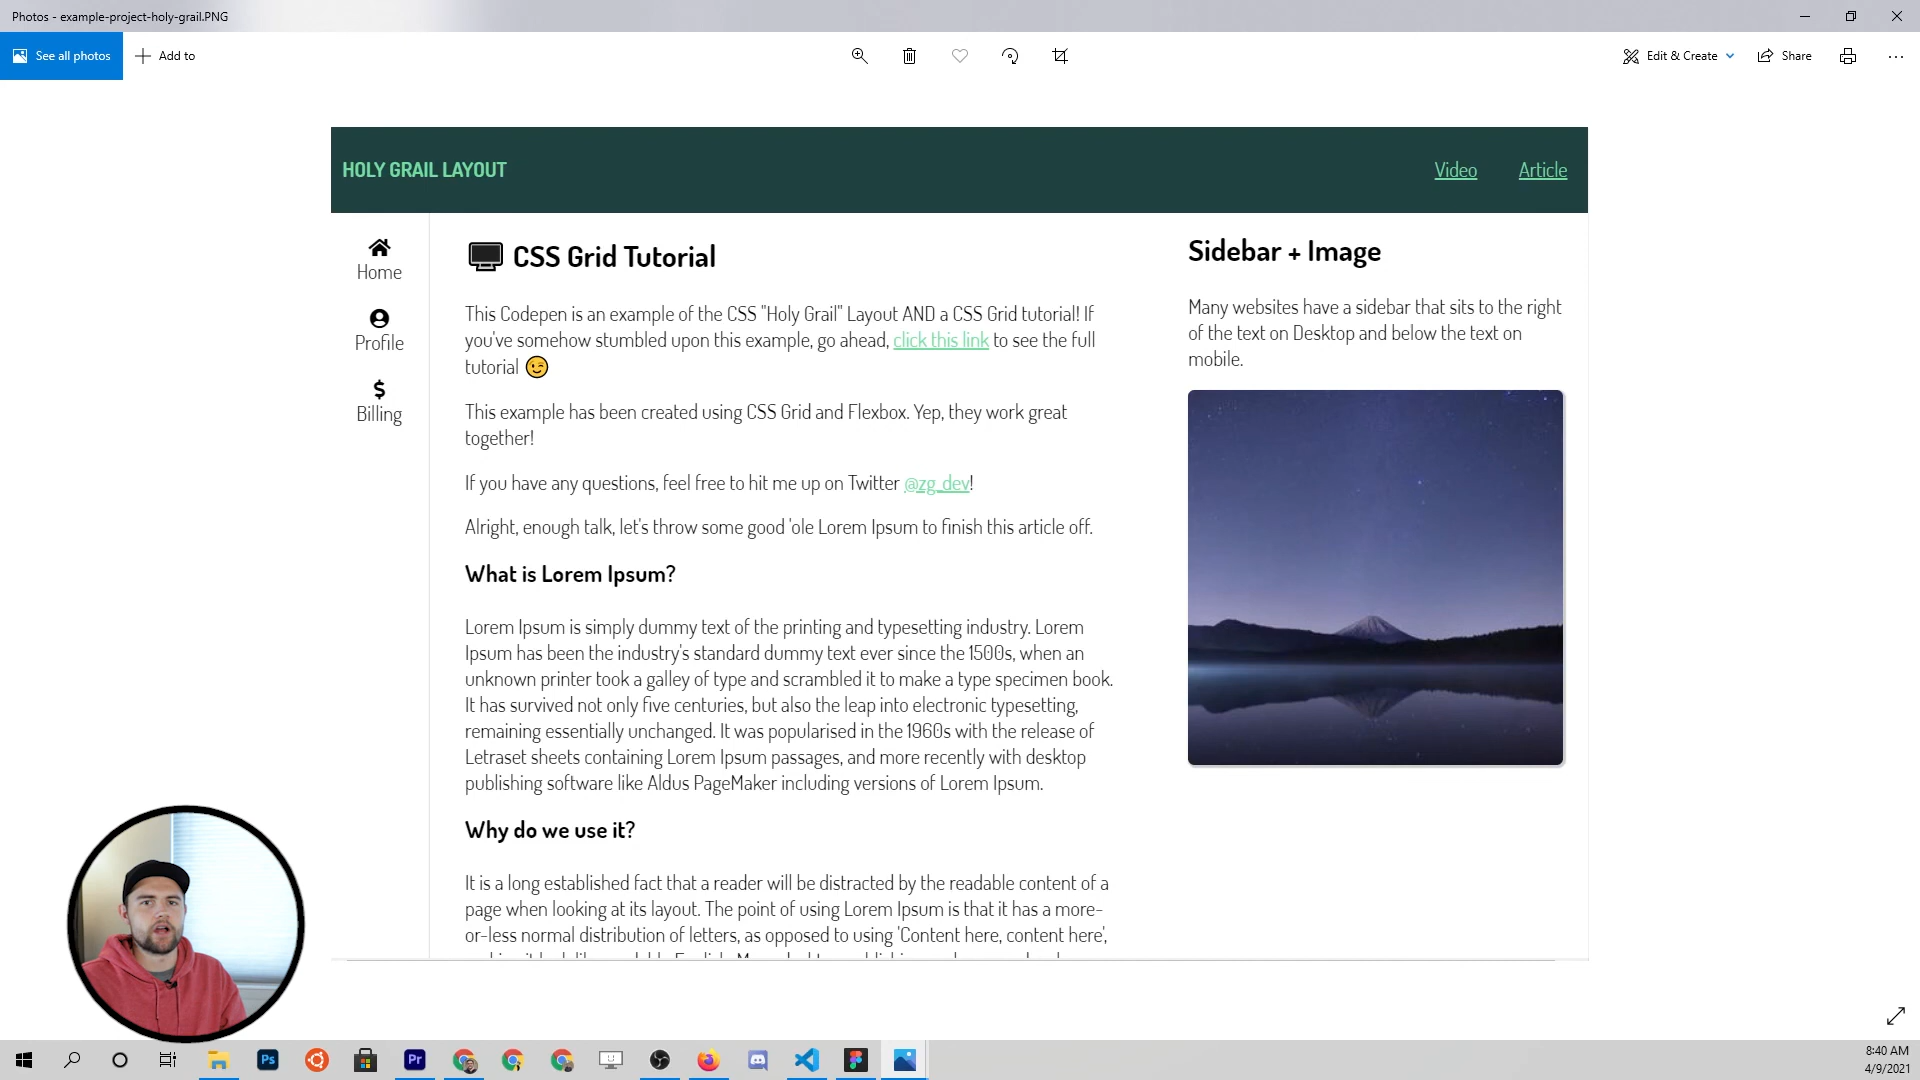 Photos - example-project-holy-grail.PNG
See all photos
Add to
Edit & Create
Share
HOLY GRAIL LAYOUT
Video
Article
Home
Profile
Billing
CSS Grid Tutorial
This Codepen is an example of the CSS "Holy Grail" Layout AND a CSS Grid tutorial! If
you've somehow stumbled upon this example, go ahead, click this link to see the full
tutorial 😉
This example has been created using CSS Grid and Flexbox. Yep, they work great
together!
If you have any questions, feel free to hit me up on Twitter @zg_dev!
Alright, enough talk, let's throw some good 'ole Lorem Ipsum to finish this article off.
What is Lorem Ipsum?
Lorem Ipsum is simply dummy text of the printing and typesetting industry. Lorem
Ipsum has been the industry's standard dummy text ever since the 1500s, when an
unknown printer took a galley of type and scrambled it to make a type specimen book.
It has survived not only five centuries, but also the leap into electronic typesetting,
remaining essentially unchanged. It was popularised in the 1960s with the release of
Letraset sheets containing Lorem Ipsum passages, and more recently with desktop
publishing software like Aldus PageMaker including versions of Lorem Ipsum.
Why do we use it?
It is a long established fact that a reader will be distracted by the readable content of a
page when looking at its layout. The point of using Lorem Ipsum is that it has a more-
or-less normal distribution of letters, as opposed to using 'Content here, content here',
Sidebar + Image
Many websites have a sidebar that sits to the right
of the text on Desktop and below the text on
mobile.
Ps
Pr
8:40 AM
4/9/2021